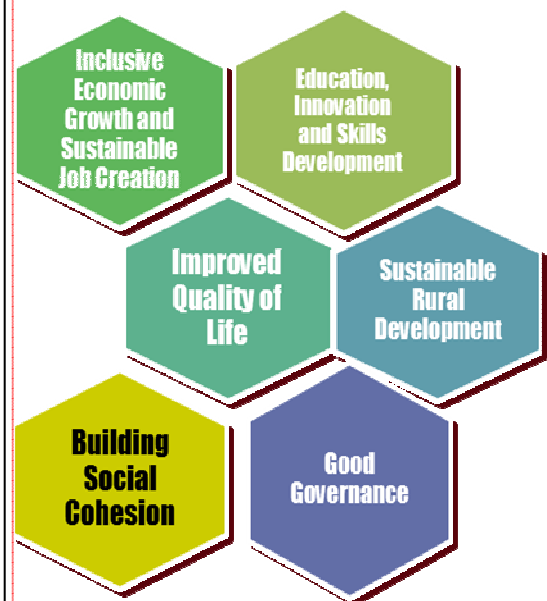 Inclusive
Economic
Growth and
Sustainable
Job Creation
Education,
Innovation
and Skills
Development
Improved
Quality of
Life
Sustainable
Rural
Development
Building
Social
Cohesion
Good
Governance